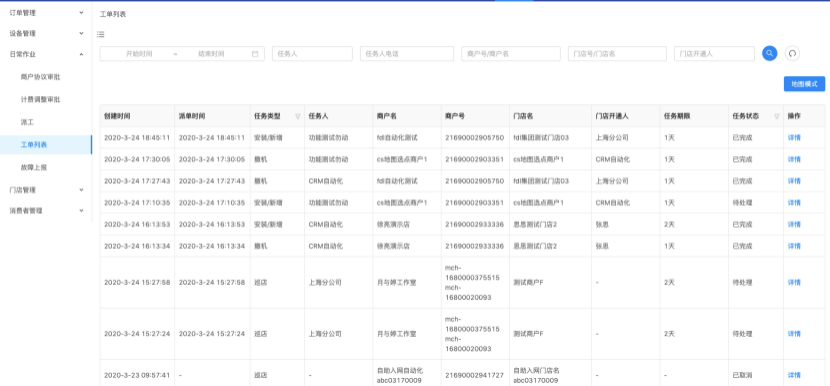 订单管理
工单列表
设备管理
日常作业
开始时间 ~ 结束时间 任务人 任务人电话 商户号/商户名 门店号/门店名 门店开通人
商户协议审批
计费调整审批
派工
工单列表
故障上报
门店管理
消费者管理
地图模式
创建时间 派单时间 任务类型 任务人 商户名 商户号 门店名 门店开通人 任务期限 任务状态 操作
2020-3-24 18:45:11 2020-3-24 18:45:11 安装/新增 功能测试勿动 fdl自动化测试 21690002905750 fdl集团测试门店03 上海分公司 1天 已完成 详情
2020-3-24 17:30:05 2020-3-24 17:30:05 撤机 功能测试勿动 cs地图选点商户1 21690002903351 cs地图选点商户1 CRM自动化 1天 已完成 详情
2020-3-24 17:27:43 2020-3-24 17:27:43 撤机 CRM自动化 fdl自动化测试 21690002905750 fdl集团测试门店03 上海分公司 1天 已完成 详情
2020-3-24 17:10:35 2020-3-24 17:10:35 安装/新增 功能测试勿动 cs地图选点商户1 21690002903351 cs地图选点商户1 CRM自动化 1天 待处理 详情
2020-3-24 16:13:53 2020-3-24 16:13:53 安装/新增 CRM自动化 徐亮演示店 21690002933336 思思测试门店2 张思 2天 已完成 详情
2020-3-24 16:13:34 2020-3-24 16:13:34 撤机 CRM自动化 徐亮演示店 21690002933336 思思测试门店2 张思 1天 已完成 详情
2020-3-24 15:27:58 2020-3-24 15:27:58 巡店 上海分公司 月与婷工作室 mch-
1680000375515
mch-
16800020093 测试商户F - 2天 待处理 详情
2020-3-24 15:27:24 2020-3-24 15:27:24 巡店 上海分公司 月与婷工作室 mch-
1680000375515
mch-
16800020093 测试商户F - 2天 待处理 详情
2020-3-23 09:57:41 - 巡店 - 自助入网自动化
abc03170009 21690002941727 自助入网门店名
abc03170009 - 已取消 详情